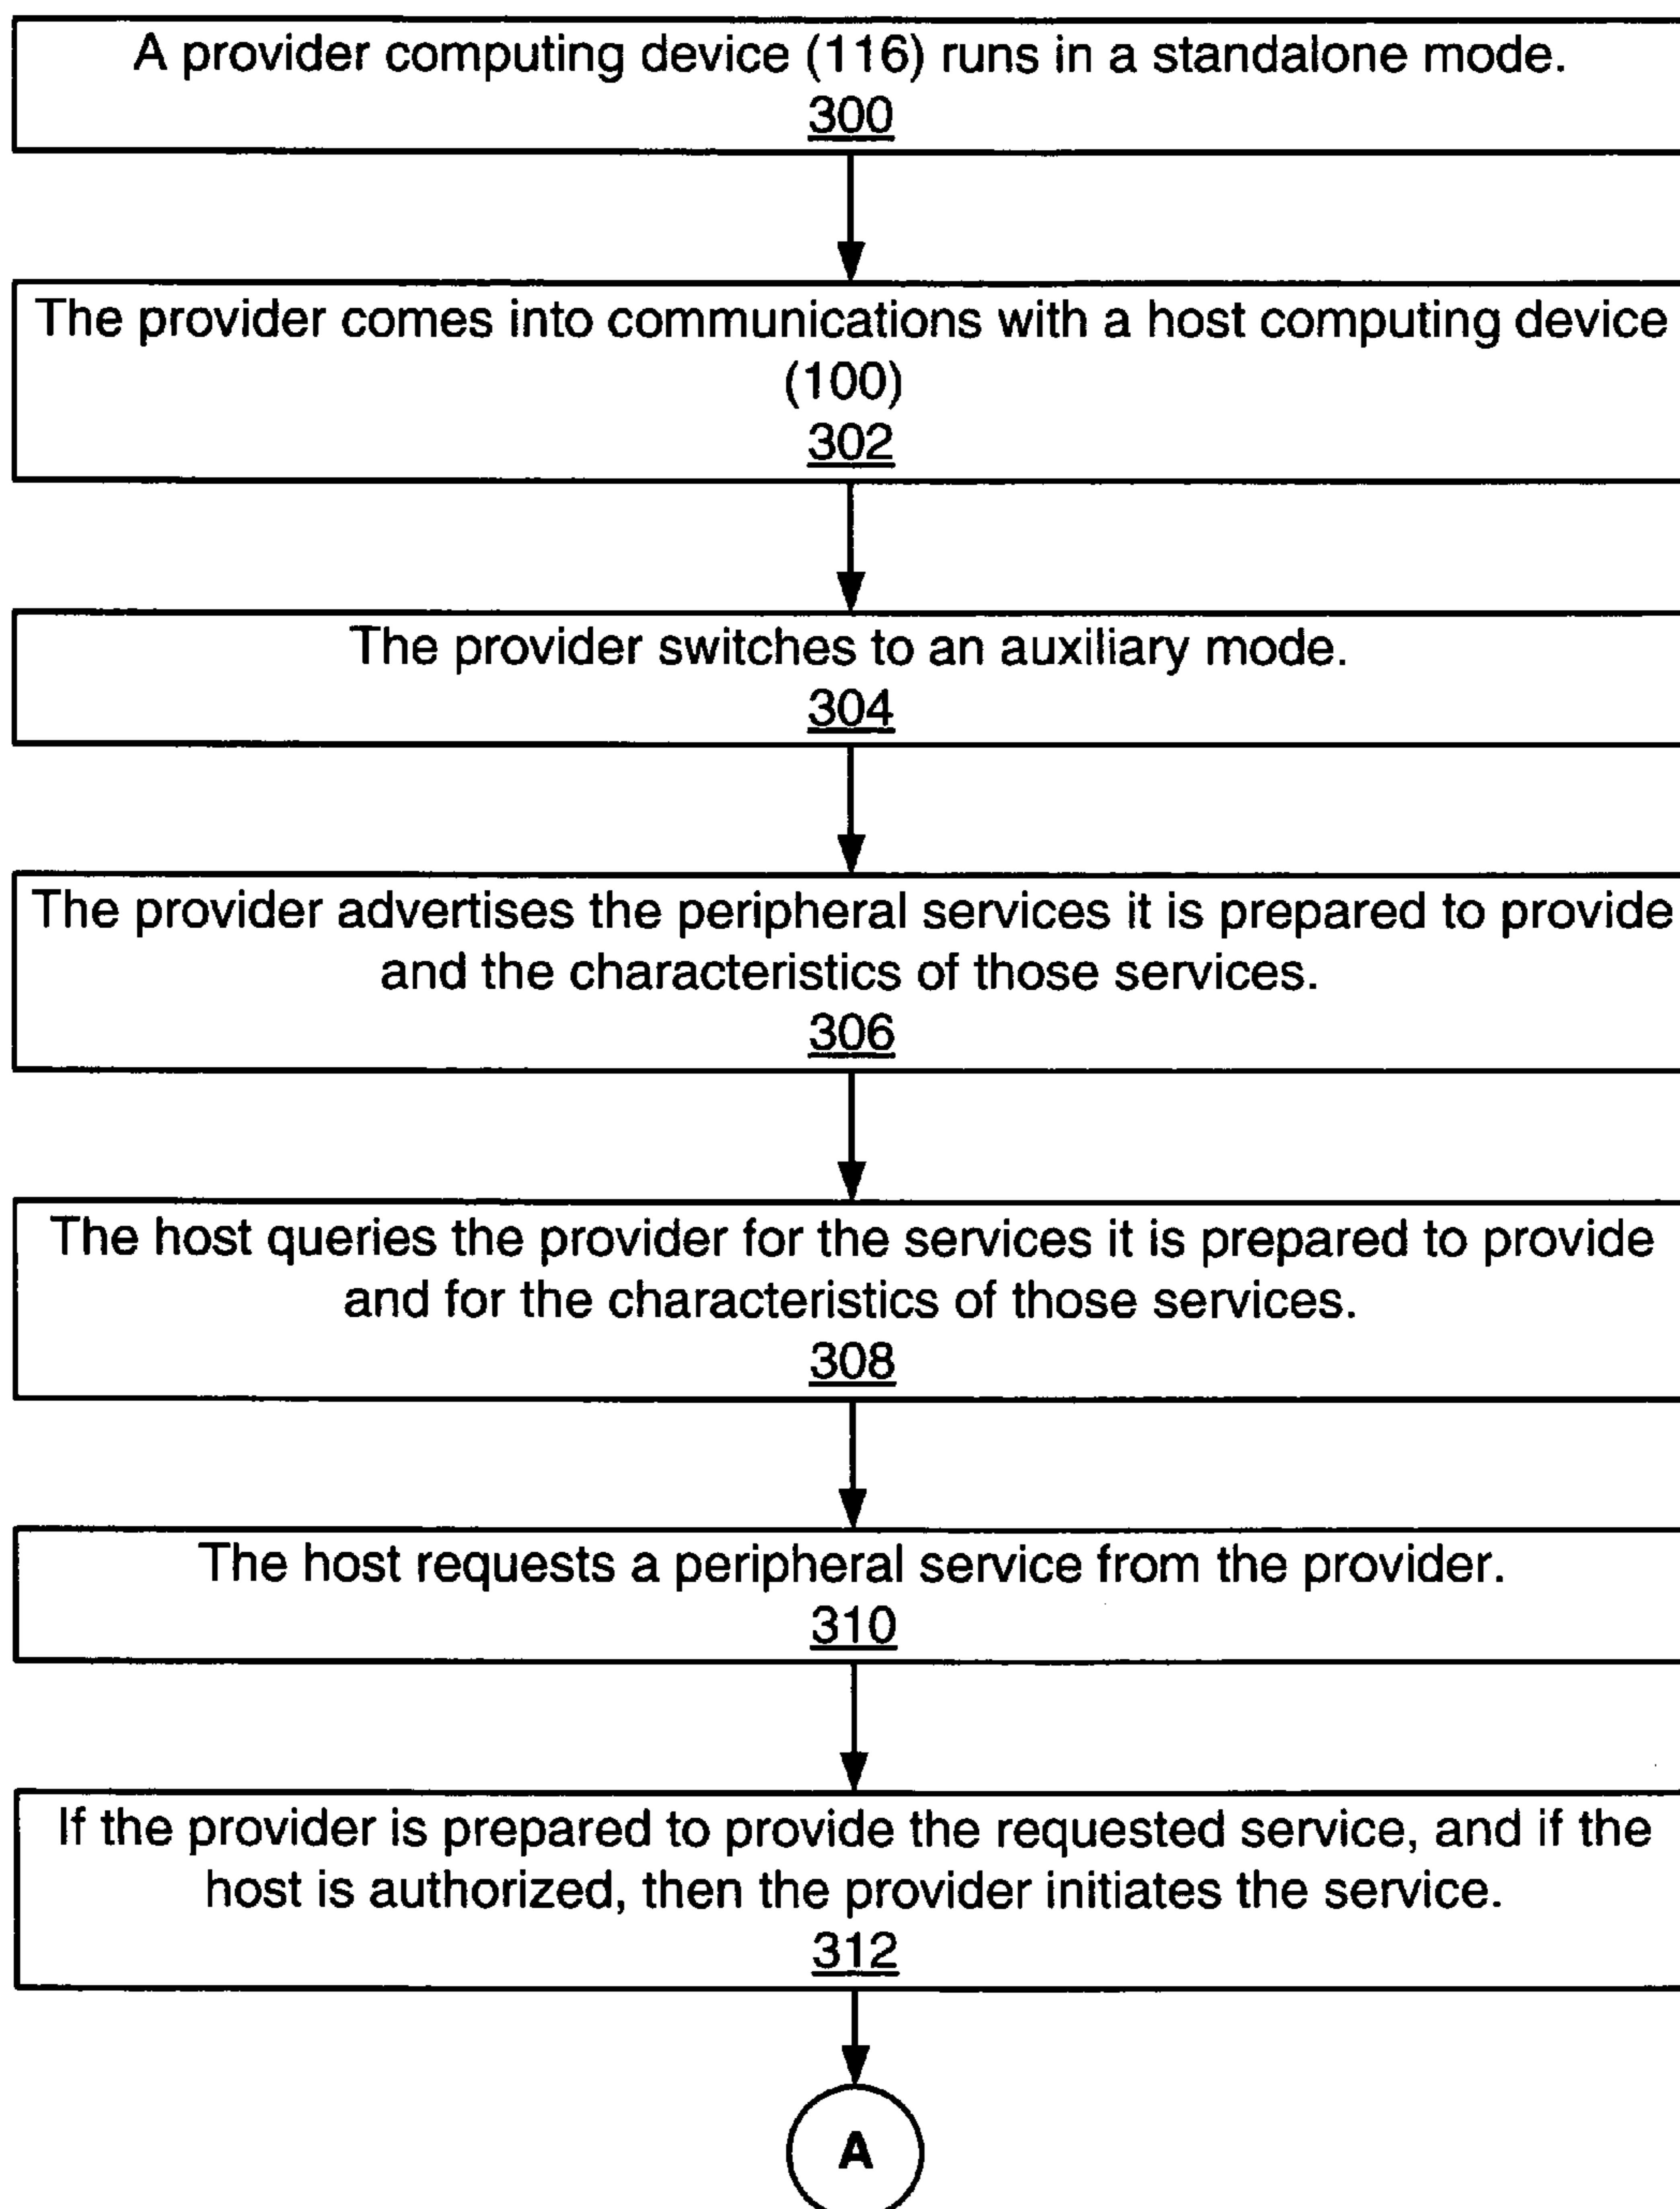 A provider computing device (116) runs in a standalone mode.
300
The provider comes into communications with a host computing device
(100)
302
The provider switches to an auxiliary mode.
304
The provider advertises the peripheral services it is prepared to provide
and the characteristics of those services.
306
The host queries the provider for the services it is prepared to provide
and for the characteristics of those services.
308
The host requests a peripheral service from the provider.
310
If the provider is prepared to provide the requested service, and if the
host is authorized, then the provider initiates the service.
312
A